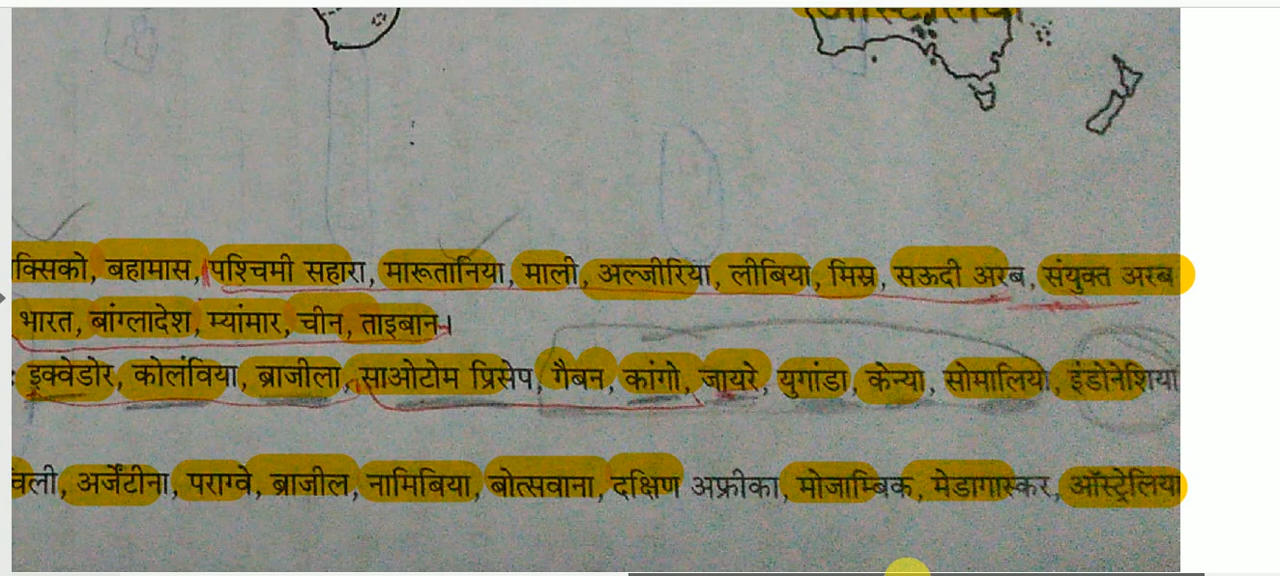 ऑस्ट्रेलिया
क्सिको, बहामास, पश्चिमी सहारा, मारूतानिया, माली, अल्जीरिया, लीबिया, मिस्र, सऊदी अरब, संयुक्त अरब
भारत, बांग्लादेश, म्यांमार, चीन, ताइबान।
: इक्वेडोर, कोलंविया, ब्राजीला, साओटोम प्रिसेप, गैबन, कांगो, जायरे, युगांडा, केन्या, सोमालिया, इंडोनेशिया
चिली, अर्जेंटीना, पराग्वे, ब्राजील, नामिबिया, बोत्सवाना, दक्षिण अफ्रीका, मोजाम्बिक, मेडागास्कर, ऑस्ट्रेलिया